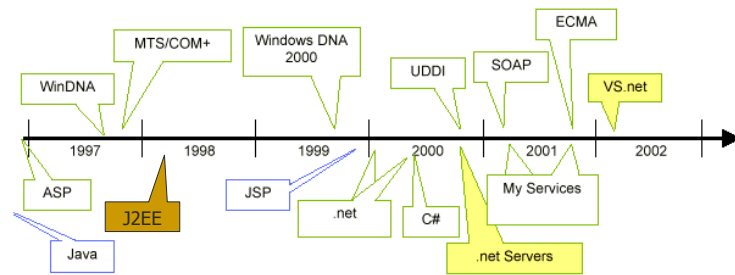 ECMA
MTS/COM+
Windows DNA
2000
UDDI
SOAP
WinDNA
VS.net
1997
1998
1999
2000
2001
2002
ASP
J2EE
JSP
.net
C#
My Services
Java
.net Servers